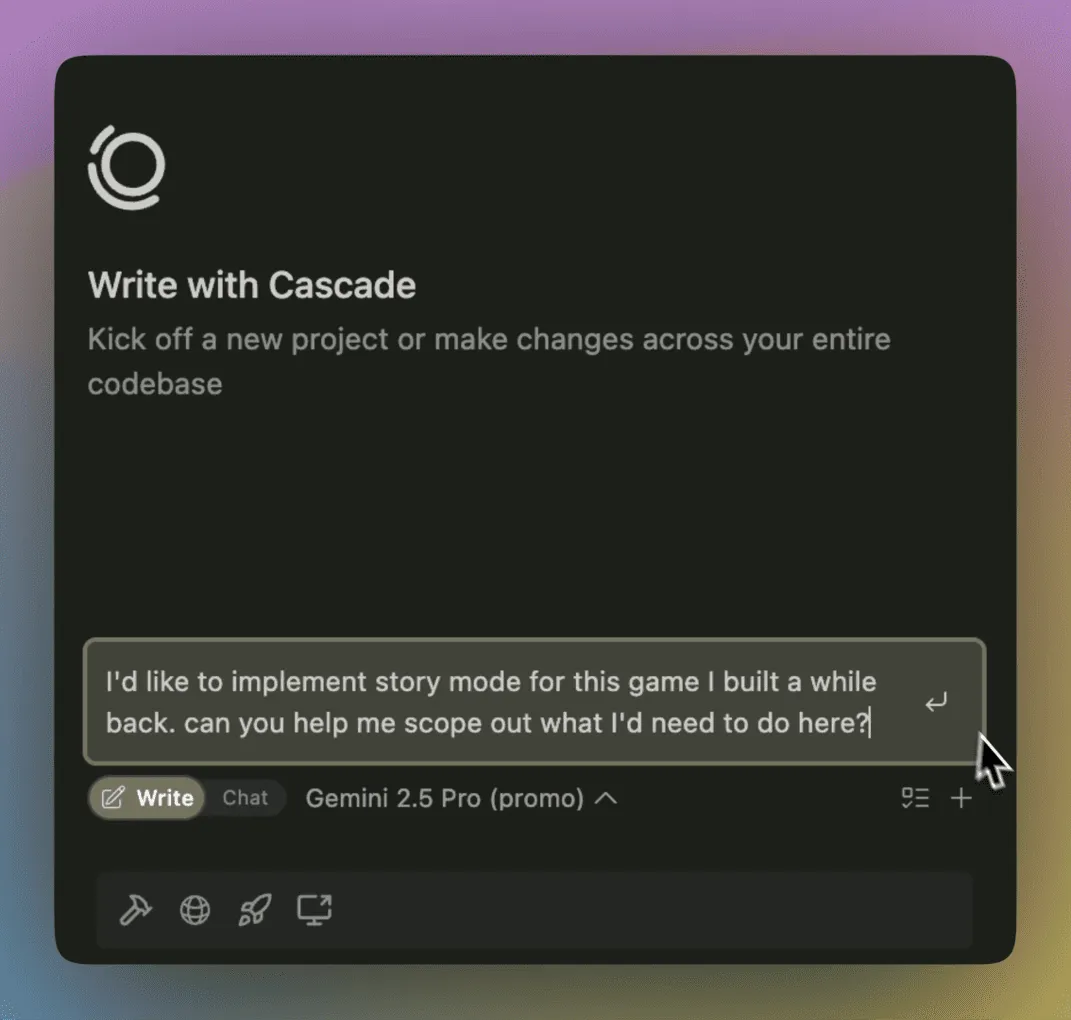 Write with Cascade
Kick off a new project or make changes across your entire
codebase
I'd like to implement story mode for this game I built a while
back. can you help me scope out what I'd need to do here?
Write Chat Gemini 2.5 Pro (promo)